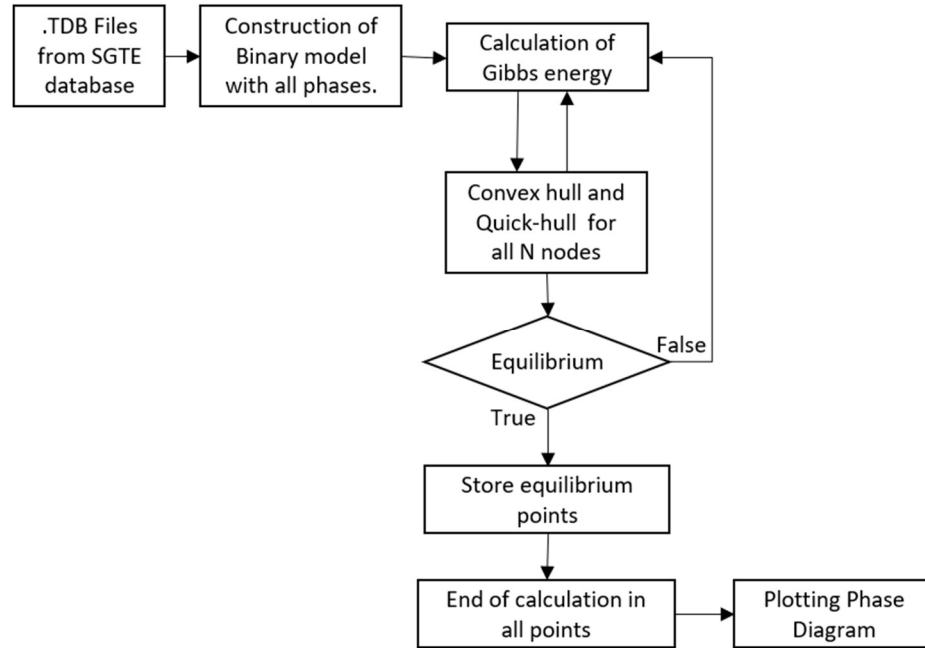 .TDB Files
from SGTE
database
Construction of
Binary model
with all phases.
Calculation of
Gibbs energy
Convex hull and
Quick-hull for
all N nodes
Equilibrium
False
True
Store equilibrium
points
End of calculation in
all points
Plotting Phase
Diagram